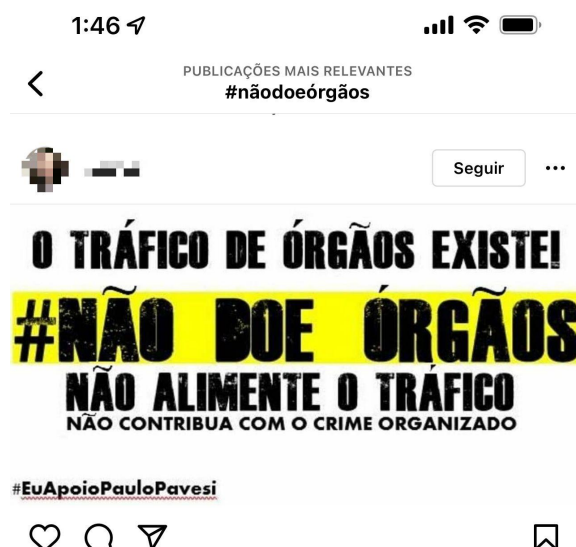 1:46
PUBLICAÇÕES MAIS RELEVANTES
#nãodoeórgãos
Seguir
O TRÁFICO DE ÓRGÃOS EXISTE!
#NÃO DOE ÓRGÃOS
NÃO ALIMENTE O TRÁFICO
NÃO CONTRIBUA COM O CRIME ORGANIZADO
#EuApoioPauloPavesi